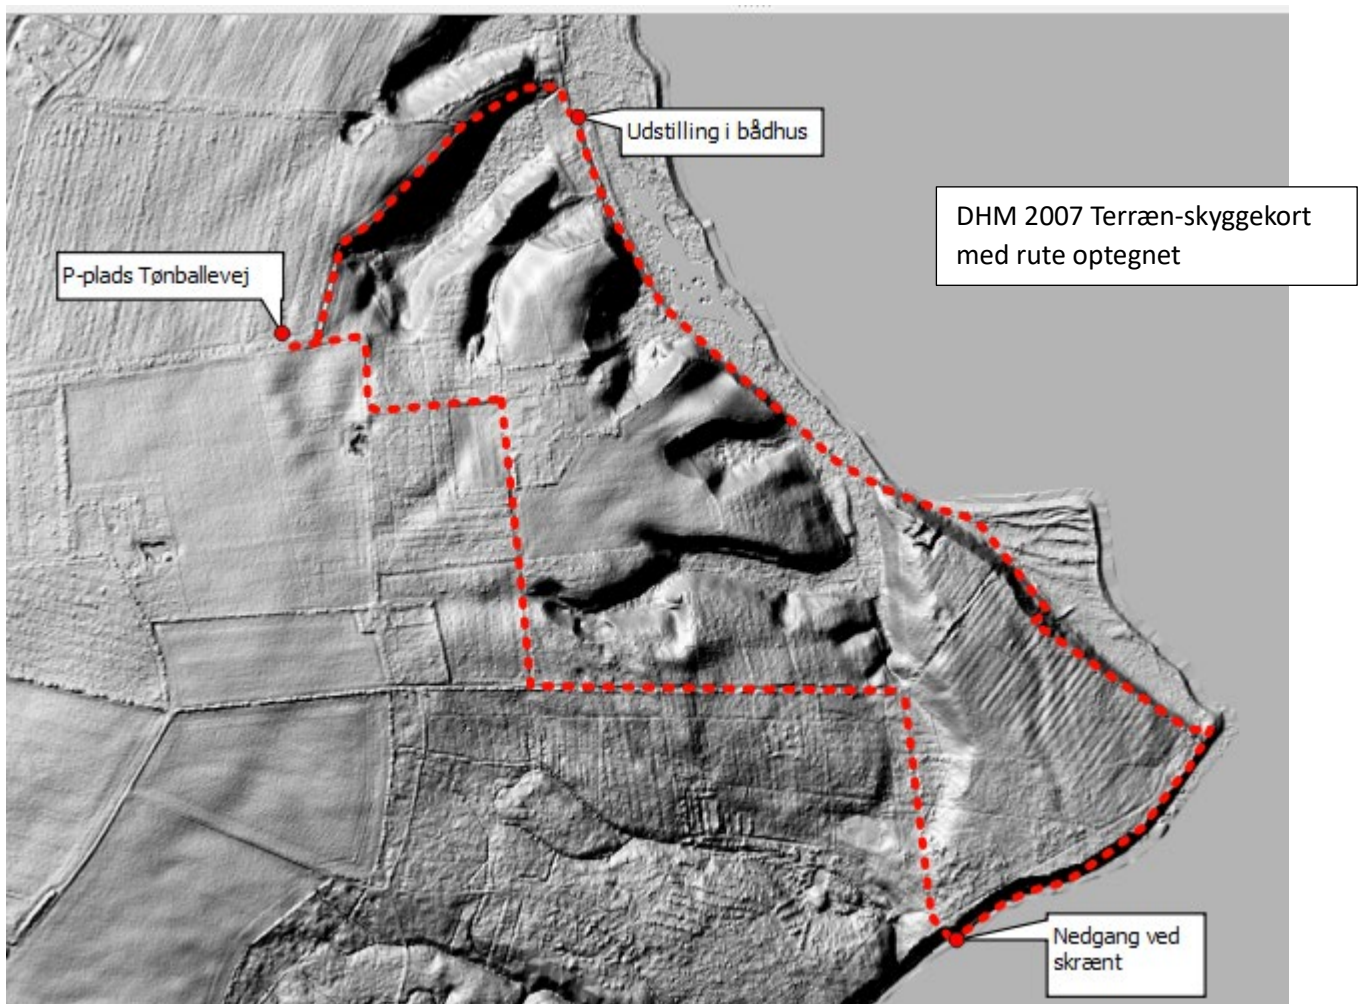 Udstilling i bådhus
DHM 2007 Terræn-skyggekort
med rute optegnet
P-plads Tønballevej
Nedgang ved
skrænt